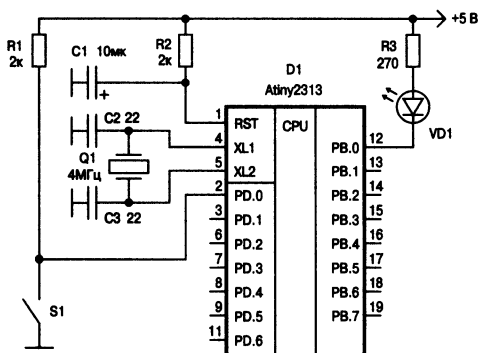 +5 В
R1
2к
C1 10мк
+
R2
2к
R3
270
D1
Atiny2313
VD1
C2 22
Q1
4МГц
C3 22
1 RST
CPU
4 XL1
PB.0 12
5 XL2
PB.1 13
2 PD.0
PB.2 14
3 PD.1
PB.3 15
6 PD.2
PB.4 16
7 PD.3
PB.5 17
8 PD.4
PB.6 18
9 PD.5
PB.7 19
11 PD.6
S1